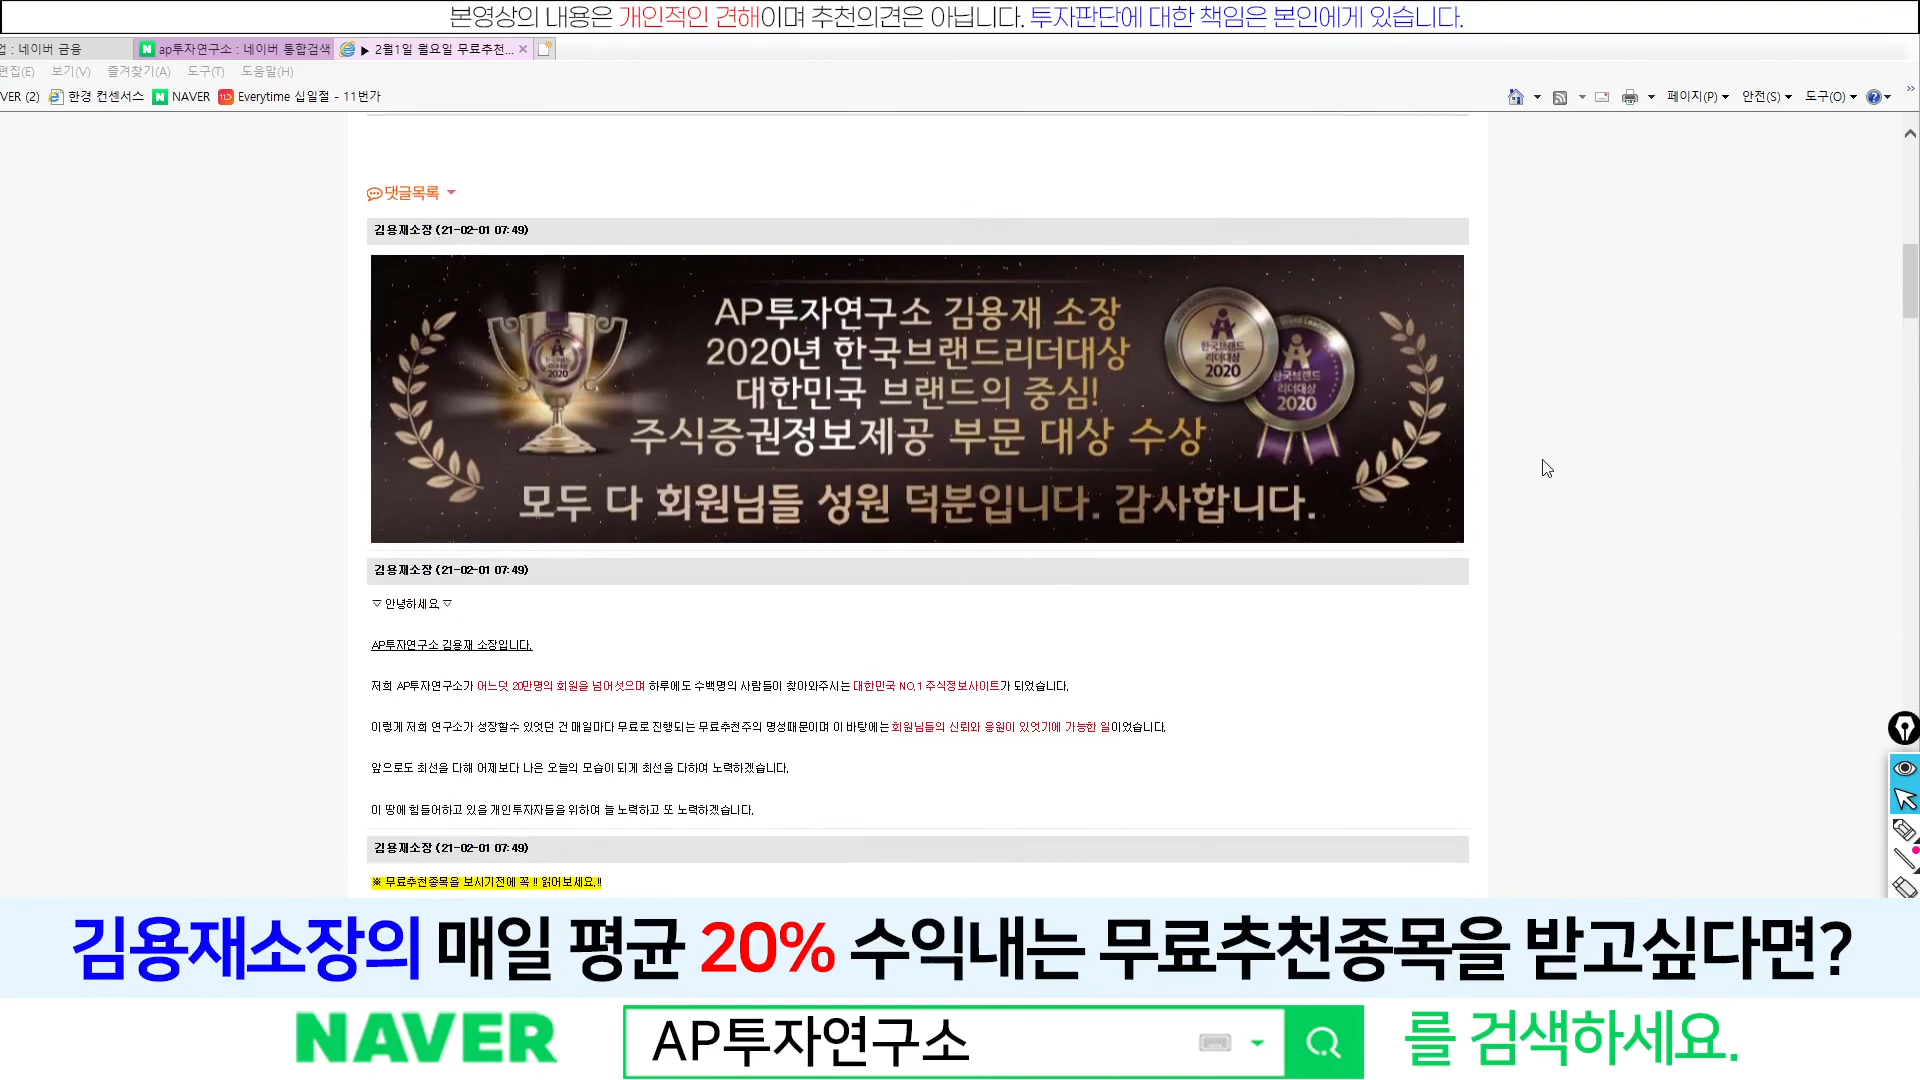 본영상의 내용은 개인적인 견해이며 추천의견은 아닙니다. 투자판단에 대한 책임은 본인에게 있습니다.
: 네이버 금융
ap투자연구소 : 네이버 통합검색
▶ 2월1일 월요일 무료추천...
편집(E) 보기(V) 즐겨찾기(A) 도구(T) 도움말(H)
VER (2) 한경 컨센서스 NAVER Everytime 십일절 - 11번가
페이지(P) 안전(S) 도구(O)
댓글목록
김용재소장 (21-02-01 07:49)
AP투자연구소 김용재 소장
2020년 한국브랜드리더대상
대한민국 브랜드의 중심!
주식증권정보제공 부문 대상 수상
모두 다 회원님들 성원 덕분입니다. 감사합니다.
한국브랜드
리더대상
2020
한국브랜드
리더대상
2020
2020
김용재소장 (21-02-01 07:49)
▽ 안녕하세요 ▽
AP투자연구소 김용재 소장입니다.
저희 AP투자연구소가 어느덧 20만명의 회원을 넘어섯으며 하루에도 수백명의 사람들이 찾아와주시는 대한민국 NO.1 주식정보사이트가 되었습니다.
이렇게 저희 연구소가 성장할수 있엇던 건 매일마다 무료로 진행되는 무료추천주의 명성때문이며 이 바탕에는 회원님들의 신뢰와 응원이 있엇기에 가능한 일이었습니다.
앞으로도 최선을 다해 어제보다 나은 오늘의 모습이 되게 최선을 다하여 노력하겠습니다.
이 땅에 힘들어하고 있을 개인투자자들을 위하여 늘 노력하고 또 노력하겠습니다.
김용재소장 (21-02-01 07:49)
※ 무료추천종목을 보시기전에 꼭 !! 읽어보세요.!!
김용재소장의 매일 평균 20% 수익내는 무료추천종목을 받고싶다면?
NAVER AP투자연구소 를 검색하세요.